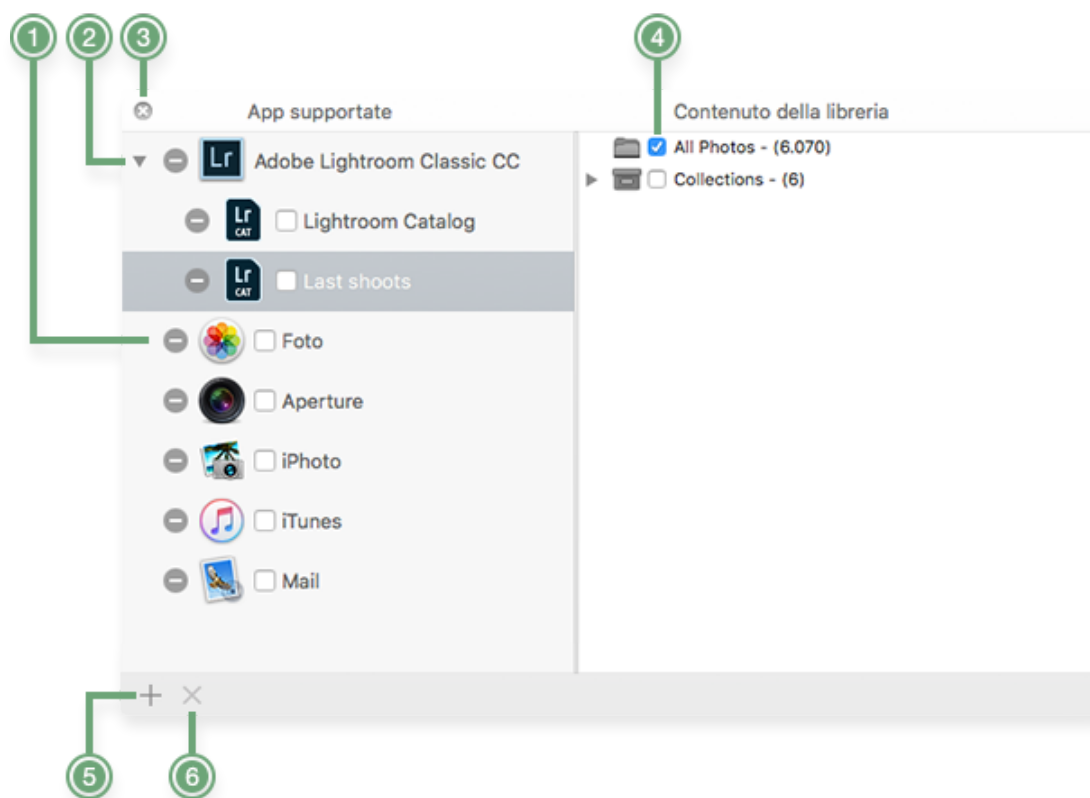 1 2 3 4
App supportate Contenuto della libreria
Lr Adobe Lightroom Classic CC
All Photos - (6.070)
Collections - (6)
Lr CAT Lightroom Catalog
Lr CAT Last shoots
Foto
Aperture
iPhoto
iTunes
Mail
5 6